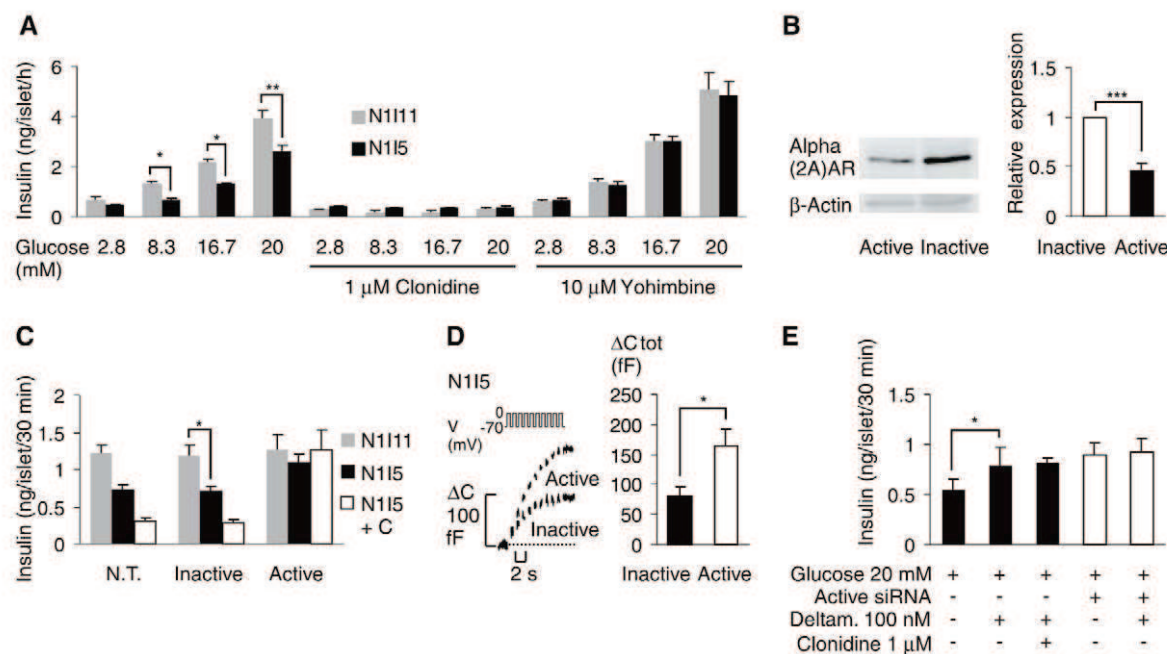 A
Insulin (ng/islet/h)
6
4
2
0
* * **
N1I11
N1I5
Glucose (mM)
2.8 8.3 16.7 20 2.8 8.3 16.7 20 2.8 8.3 16.7 20
1 μM Clonidine 10 μM Yohimbine
B
Alpha
(2A)AR
β-Actin
Active Inactive
Relative expression
1.5
1
0.5
0
***
Inactive Active
C
Insulin (ng/islet/30 min)
2
1.5
1
0.5
0
*
N1I11
N1I5
N1I5
+ C
N.T. Inactive Active
D
N1I5
0
V -70
(mV)
Active
ΔC
100
fF
Inactive
2 s
ΔC tot
(fF)
250
200
150
100
50
0
*
Inactive Active
E
Insulin (ng/islet/30 min)
1.5
1
0.5
0
*
Glucose 20 mM + + + + +
Active siRNA - - - + +
Deltam. 100 nM - + + - +
Clonidine 1 μM - - + - -